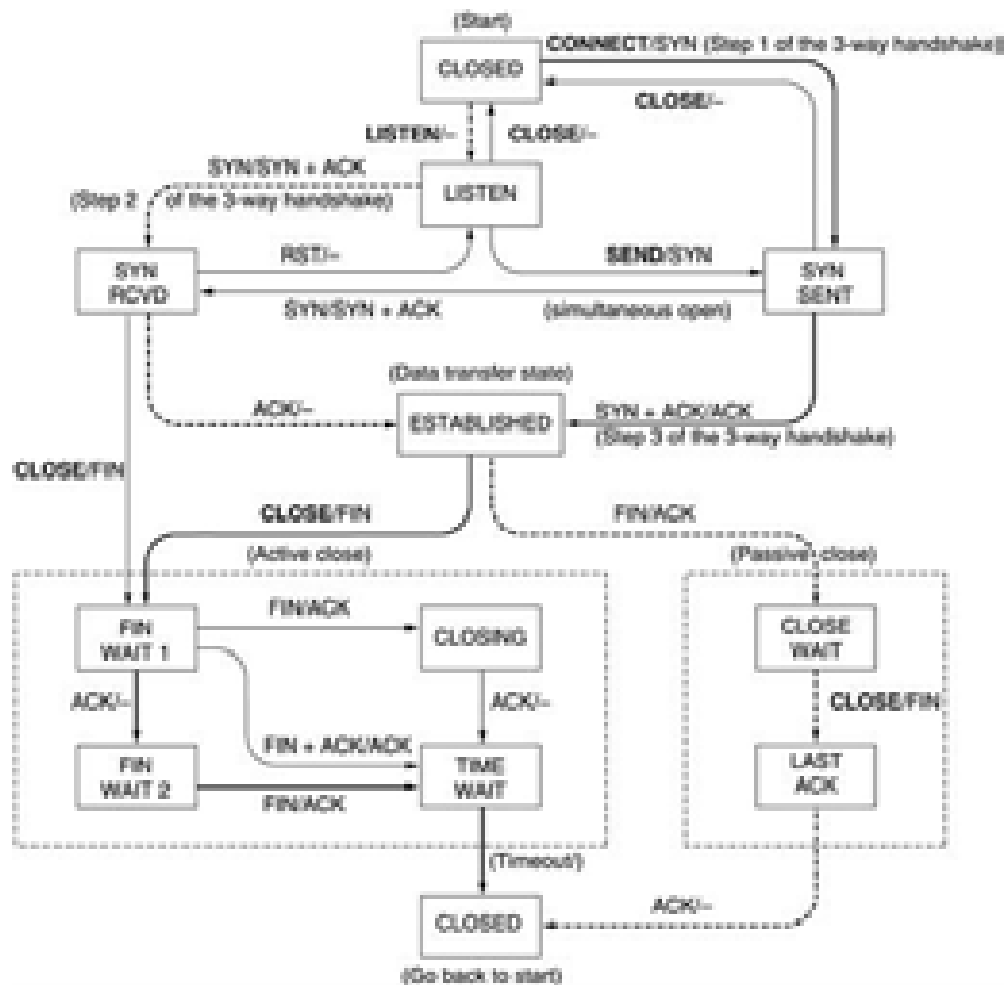 (Start)
CLOSED
CONNECT/SYN (Step 1 of the 3-way handshake)
CLOSE/–
LISTEN/–
CLOSE/–
SYN/SYN + ACK
(Step 2 of the 3-way handshake)
LISTEN
SYN
RCVD
RST/–
SEND/SYN
SYN
SENT
SYN/SYN + ACK
(simultaneous open)
(Data transfer state)
ACK/–
ESTABLISHED
SYN + ACK/ACK
(Step 3 of the 3-way handshake)
CLOSE/FIN
CLOSE/FIN
FIN/ACK
(Active close)
(Passive close)
FIN
WAIT 1
FIN/ACK
CLOSING
CLOSE
WAIT
ACK/–
ACK/–
CLOSE/FIN
FIN + ACK/ACK
FIN
WAIT 2
FIN/ACK
TIME
WAIT
LAST
ACK
(Timeout/)
CLOSED
ACK/–
(Go back to start)